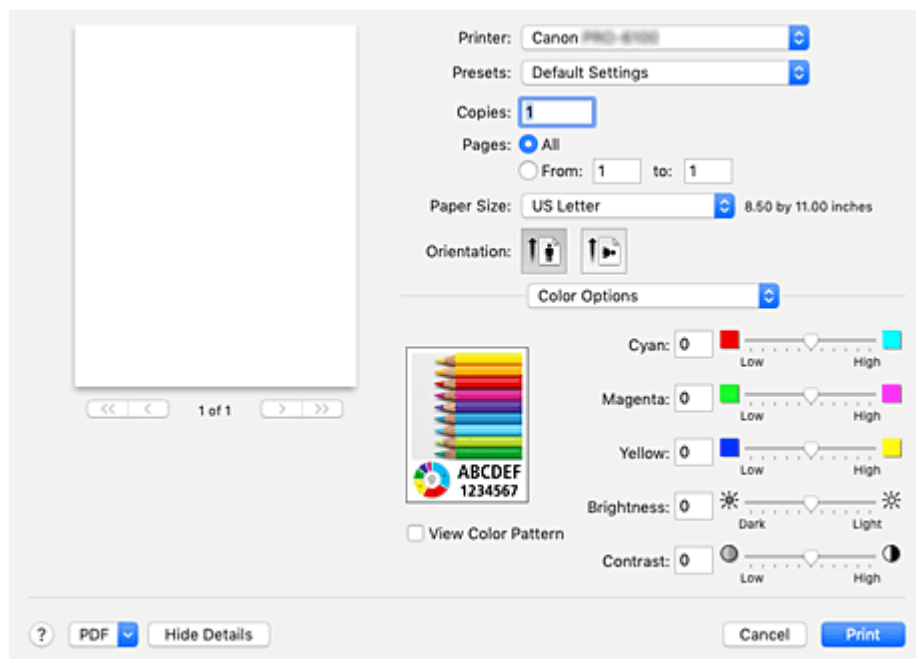 Printer: Canon
Presets: Default Settings
Copies: 1
Pages: All
From: 1 to: 1
Paper Size: US Letter 8.50 by 11.00 inches
Orientation:
Color Options
Cyan: 0
Low High
Magenta: 0
Low High
Yellow: 0
Low High
Brightness: 0
Dark Light
Contrast: 0
Low High
ABCDEF
1234567
View Color Pattern
<< < 1 of 1 > >>
? PDF Hide Details Cancel Print